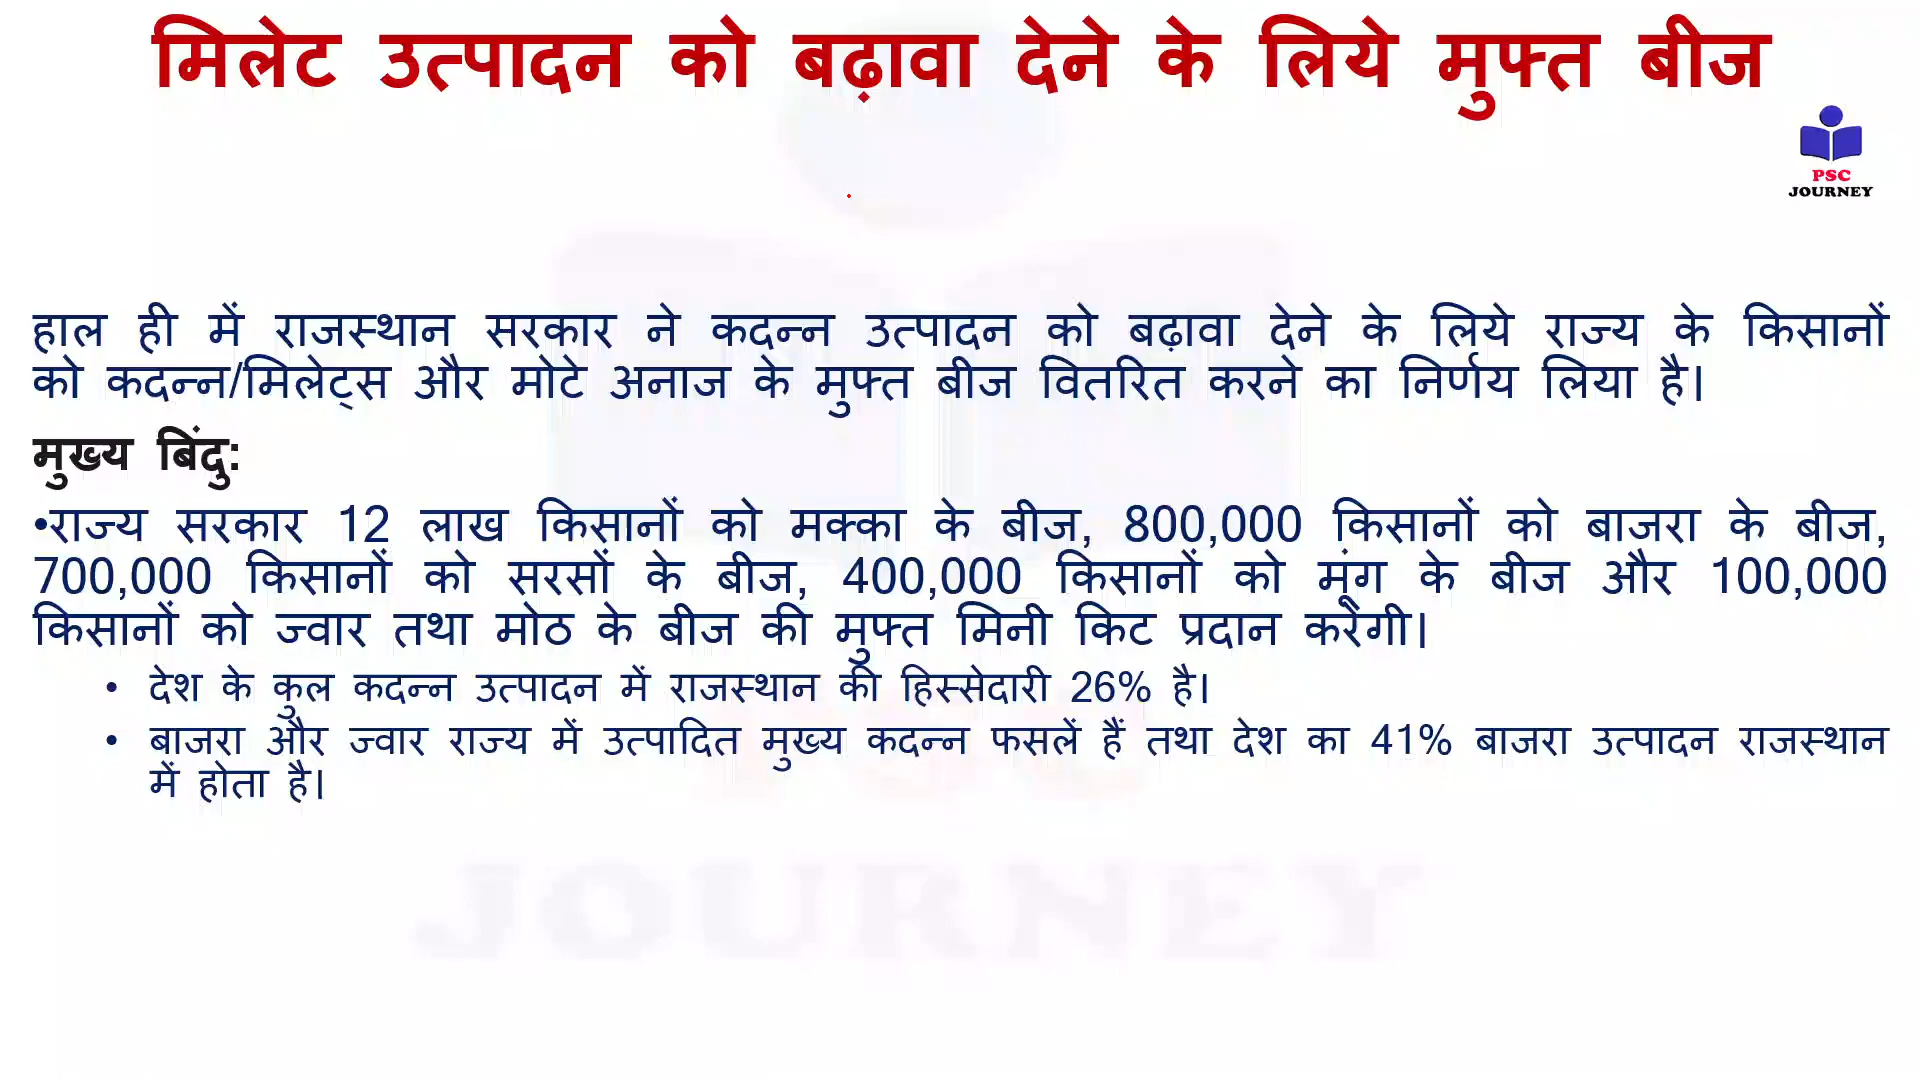 मिलेट उत्पादन को बढ़ावा देने के लिये मुफ्त बीज
PSC
JOURNEY
हाल ही में राजस्थान सरकार ने कदन्न उत्पादन को बढ़ावा देने के लिये राज्य के किसानों
को कदन्न/मिलेट्स और मोटे अनाज के मुफ्त बीज वितरित करने का निर्णय लिया है।
मुख्य बिंदु:
•राज्य सरकार 12 लाख किसानों को मक्का के बीज, 800,000 किसानों को बाजरा के बीज,
700,000 किसानों को सरसों के बीज, 400,000 किसानों को मूंग के बीज और 100,000
किसानों को ज्वार तथा मोठ के बीज की मुफ्त मिनी किट प्रदान करेंगी।
• देश के कुल कदन्न उत्पादन में राजस्थान की हिस्सेदारी 26% है।
• बाजरा और ज्वार राज्य में उत्पादित मुख्य कदन्न फसलें हैं तथा देश का 41% बाजरा उत्पादन राजस्थान
में होता है।
PSC
JOURNEY